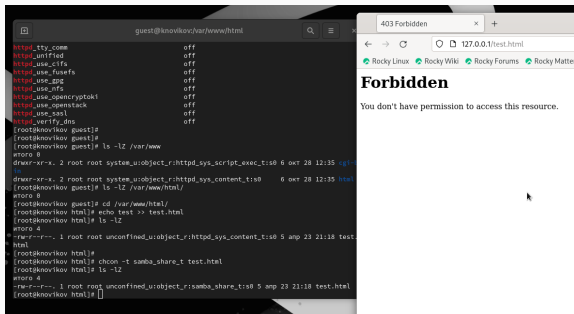 guest@knovikov:/var/www/html
httpd_tty_comm off
httpd_unified off
httpd_use_cifs off
httpd_use_fusefs off
httpd_use_gpg off
httpd_use_nfs off
httpd_use_opencryptoki off
httpd_use_openstack off
httpd_use_sasl off
httpd_verify_dns off
[root@knovikov guest]#
[root@knovikov guest]#
[root@knovikov guest]# ls -lZ /var/www
итого 0
drwxr-xr-x. 2 root root system_u:object_r:httpd_sys_script_exec_t:s0 6 окт 28 12:35 cgi-b
in
drwxr-xr-x. 2 root root system_u:object_r:httpd_sys_content_t:s0 6 окт 28 12:35 html
[root@knovikov guest]# ls -lZ /var/www/html/
итого 0
[root@knovikov guest]# cd /var/www/html/
[root@knovikov html]# echo test >> test.html
[root@knovikov html]# ls -lZ
итого 4
-rw-r--r--. 1 root root unconfined_u:object_r:httpd_sys_content_t:s0 5 апр 23 21:18 test.
html
[root@knovikov html]#
[root@knovikov html]# chcon -t samba_share_t test.html
[root@knovikov html]# ls -lZ
итого 4
-rw-r--r--. 1 root root unconfined_u:object_r:samba_share_t:s0 5 апр 23 21:18 test.html
[root@knovikov html]#
403 Forbidden
127.0.0.1/test.html
Rocky Linux Rocky Wiki Rocky Forums Rocky Matte
Forbidden
You don't have permission to access this resource.